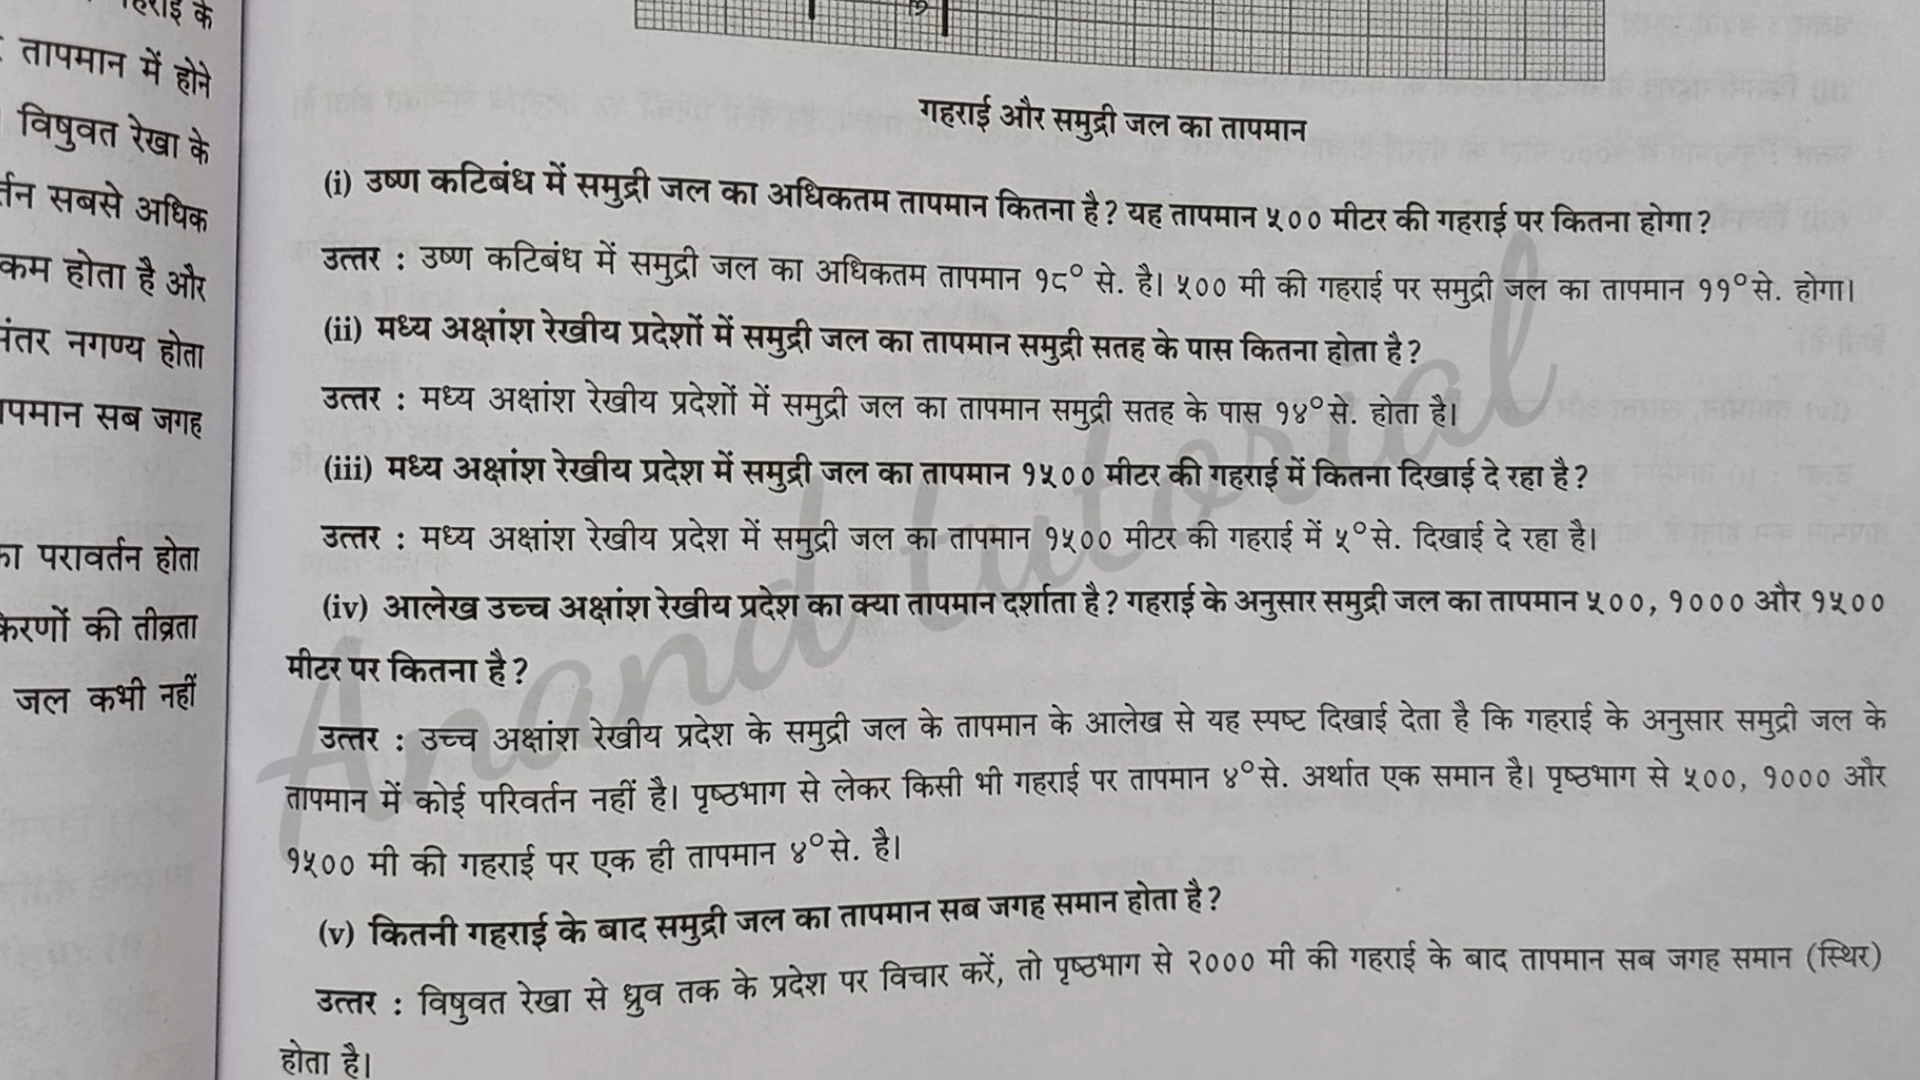 हराई के
तापमान में होने
विषुवत रेखा के
र्तन सबसे अधिक
कम होता है और
नंतर नगण्य होता
ापमान सब जगह
का परावर्तन होता
किरणों की तीव्रता
जल कभी नहीं
गहराई और समुद्री जल का तापमान
(i) उष्ण कटिबंध में समुद्री जल का अधिकतम तापमान कितना है? यह तापमान ५०० मीटर की गहराई पर कितना होगा?
उत्तर : उष्ण कटिबंध में समुद्री जल का अधिकतम तापमान १८° से. है। ५०० मी की गहराई पर समुद्री जल का तापमान ११° से. होगा।
(ii) मध्य अक्षांश रेखीय प्रदेशों में समुद्री जल का तापमान समुद्री सतह के पास कितना होता है?
उत्तर : मध्य अक्षांश रेखीय प्रदेशों में समुद्री जल का तापमान समुद्री सतह के पास १४° से. होता है।
(iii) मध्य अक्षांश रेखीय प्रदेश में समुद्री जल का तापमान १५०० मीटर की गहराई में कितना दिखाई दे रहा है?
उत्तर : मध्य अक्षांश रेखीय प्रदेश में समुद्री जल का तापमान १५०० मीटर की गहराई में ५° से. दिखाई दे रहा है।
(iv) आलेख उच्च अक्षांश रेखीय प्रदेश का क्या तापमान दर्शाता है? गहराई के अनुसार समुद्री जल का तापमान ५००, १००० और १५००
मीटर पर कितना है?
उत्तर : उच्च अक्षांश रेखीय प्रदेश के समुद्री जल के तापमान के आलेख से यह स्पष्ट दिखाई देता है कि गहराई के अनुसार समुद्री जल के
तापमान में कोई परिवर्तन नहीं है। पृष्ठभाग से लेकर किसी भी गहराई पर तापमान ४° से. अर्थात एक समान है। पृष्ठभाग से ५००, १००० और
१५०० मी की गहराई पर एक ही तापमान ४° से. है।
(v) कितनी गहराई के बाद समुद्री जल का तापमान सब जगह समान होता है?
उत्तर : विषुवत रेखा से ध्रुव तक के प्रदेश पर विचार करें, तो पृष्ठभाग से २००० मी की गहराई के बाद तापमान सब जगह समान (स्थिर)
होता है।
Anand tutorial